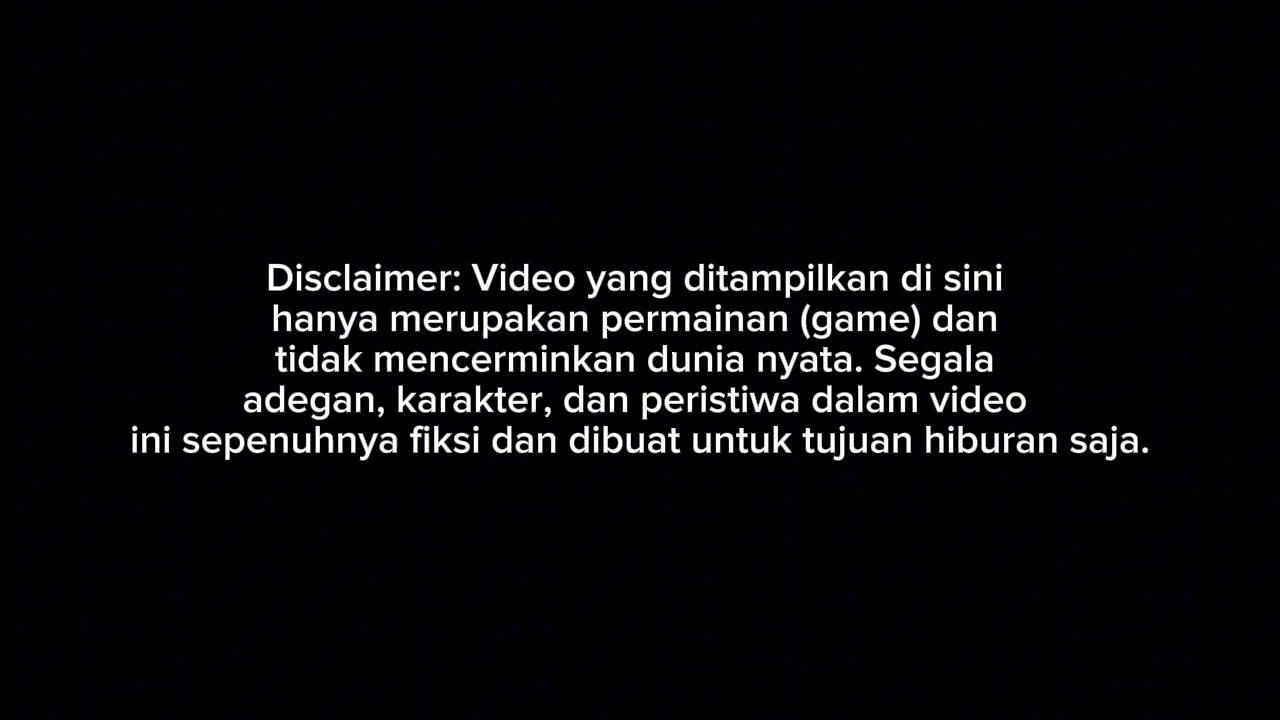 Disclaimer: Video yang ditampilkan di sini
hanya merupakan permainan (game) dan
tidak mencerminkan dunia nyata. Segala
adegan, karakter, dan peristiwa dalam video
ini sepenuhnya fiksi dan dibuat untuk tujuan hiburan saja.